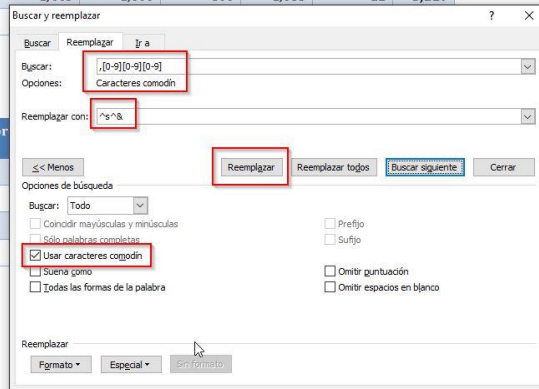 Buscar y reemplazar ? ×
Buscar Reemplazar Ir a
Buscar: ,[0-9][0-9][0-9]
Opciones: Caracteres comodín
Reemplazar con: ^s^&
<< Menos Reemplazar Reemplazar todos Buscar siguiente Cerrar
Opciones de búsqueda
Buscar: Todo
Coincidir mayúsculas y minúsculas Prefijo
Sólo palabras completas Sufijo
Usar caracteres comodín
Suena como Omitir puntuación
Todas las formas de la palabra Omitir espacios en blanco
Reemplazar
Formato Especial Sin formato